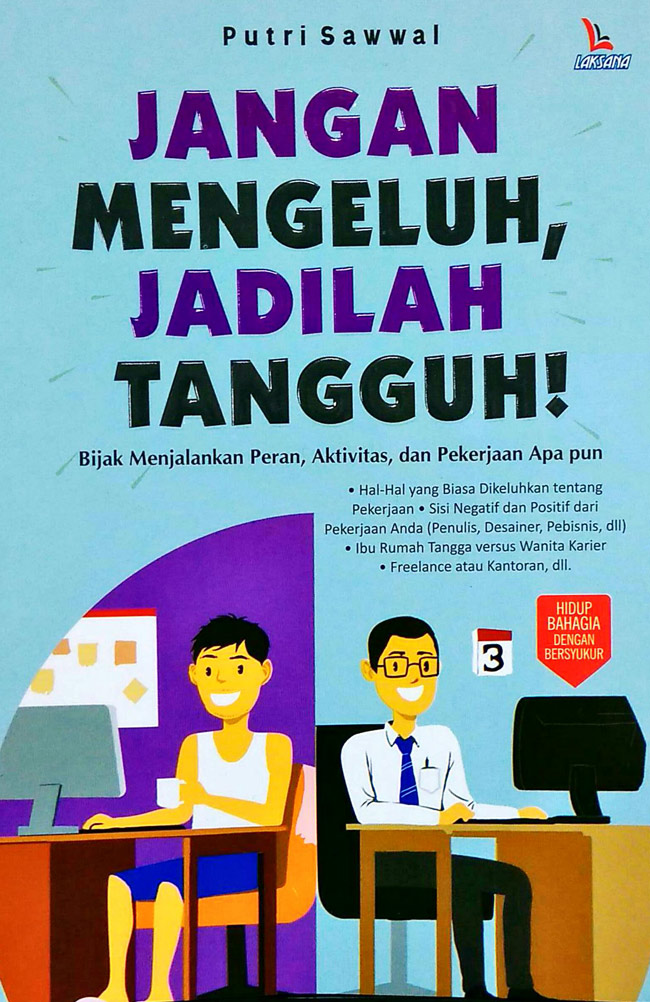 Putri Sawwal
LAKSANA
JANGAN
MENGELUH,
JADILAH
TANGGUH!
Bijak Menjalankan Peran, Aktivitas, dan Pekerjaan Apa pun
• Hal-Hal yang Biasa Dikeluhkan tentang
Pekerjaan • Sisi Negatif dan Positif dari
Pekerjaan Anda (Penulis, Desainer, Pebisnis, dll)
• Ibu Rumah Tangga versus Wanita Karier
• Freelance atau Kantoran, dll.
HIDUP
BAHAGIA
DENGAN
BERSYUKUR
3